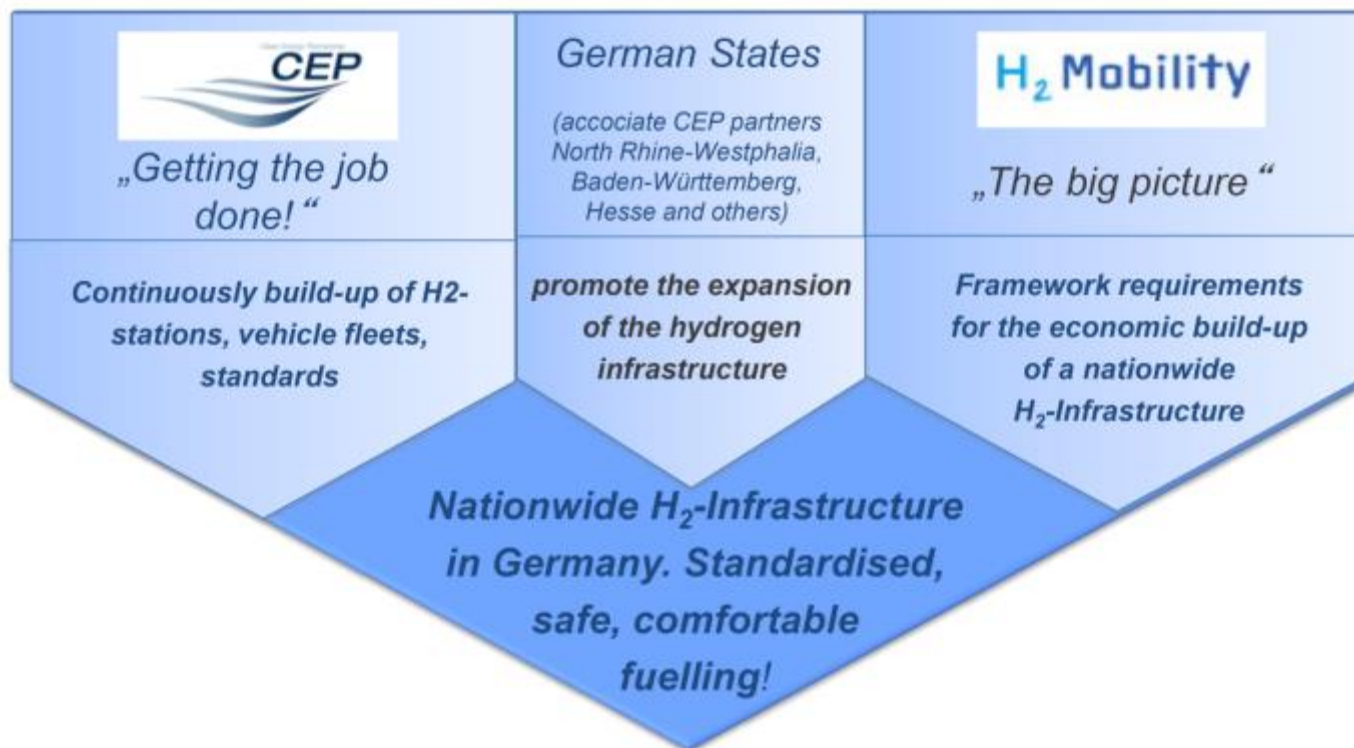 CEP
„Getting the job
done!“
German States
(accociate CEP partners
North Rhine-Westphalia,
Baden-Württemberg,
Hesse and others)
H₂ Mobility
„The big picture“
Continuously build-up of H2-
stations, vehicle fleets,
standards
promote the expansion
of the hydrogen
infrastructure
Framework requirements
for the economic build-up
of a nationwide
H₂-Infrastructure
Nationwide H₂-Infrastructure
in Germany. Standardised,
safe, comfortable
fuelling!